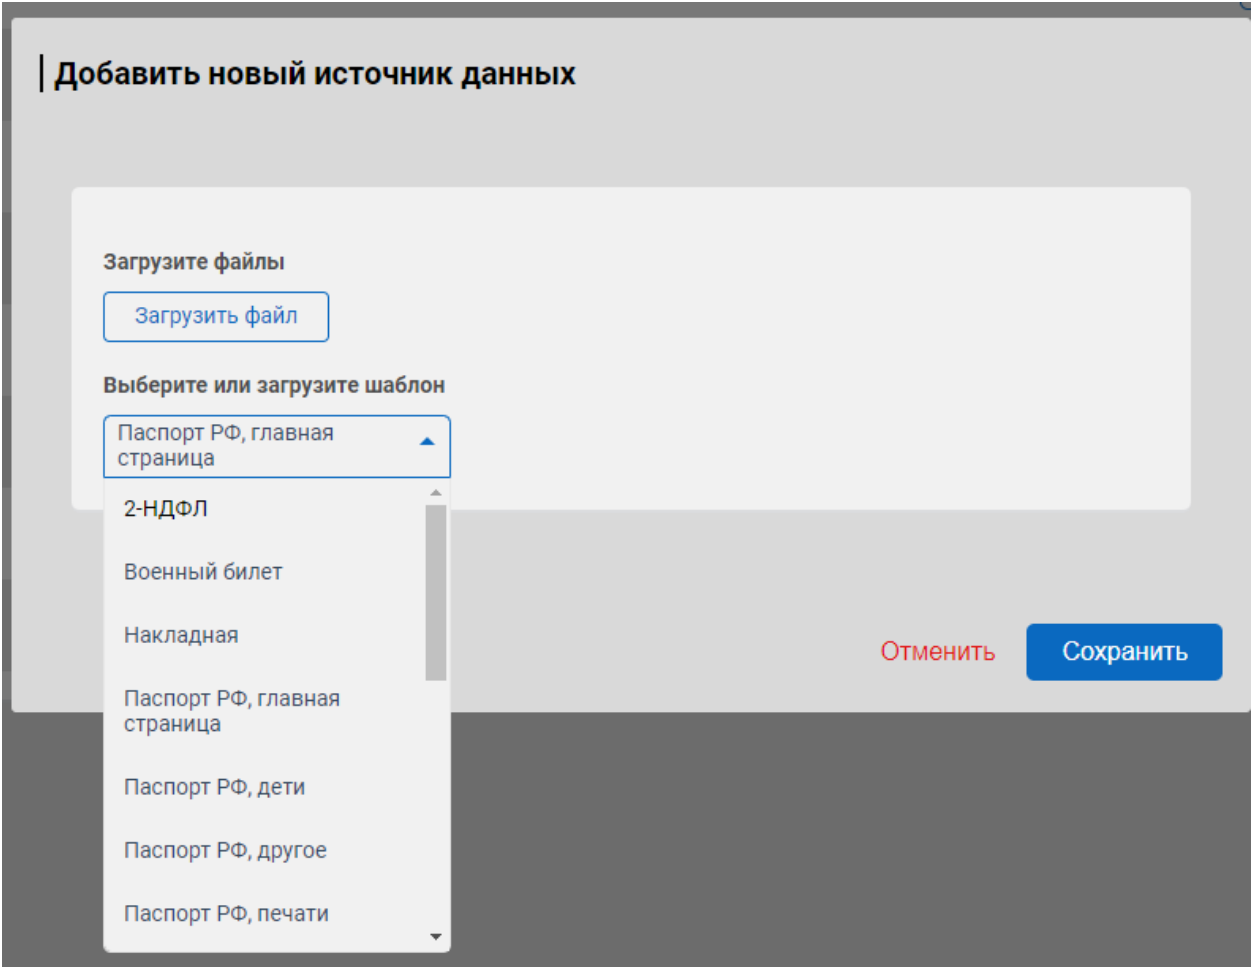 Добавить новый источник данных
Загрузите файлы
Загрузить файл
Выберите или загрузите шаблон
Паспорт РФ, главная
страница
2-НДФЛ
Военный билет
Накладная
Паспорт РФ, главная
страница
Паспорт РФ, дети
Паспорт РФ, другое
Паспорт РФ, печати
Отменить
Сохранить